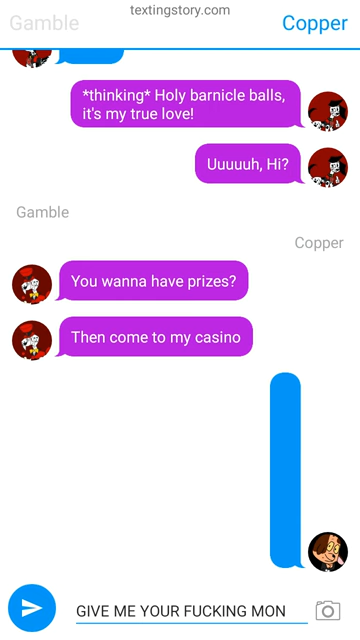 textingstory.com
Gamble
Copper
*thinking* Holy barnicle balls,
it's my true love!
Uuuuuh, Hi?
Gamble
Copper
You wanna have prizes?
Then come to my casino
GIVE ME YOUR FUCKING MON